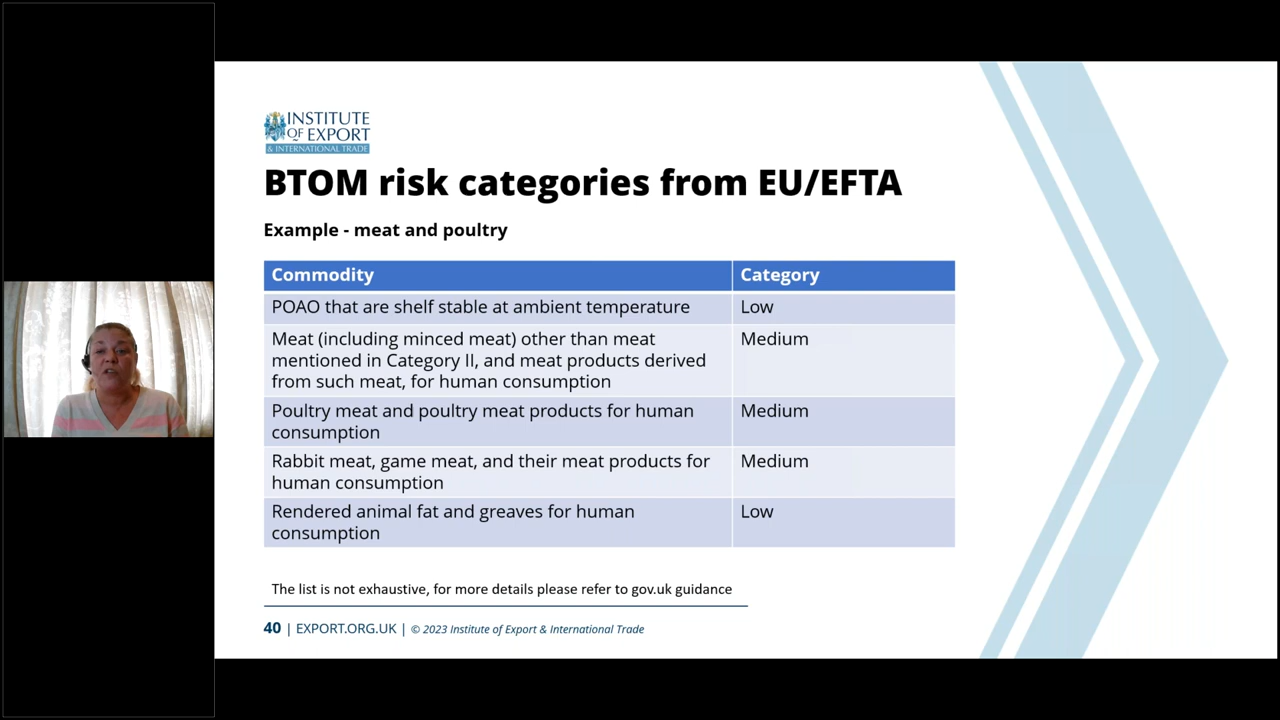 INSTITUTE
OF EXPORT
& INTERNATIONAL TRADE
BTOM risk categories from EU/EFTA
Example - meat and poultry
Commodity
Category
POAO that are shelf stable at ambient temperature
Low
Meat (including minced meat) other than meat
mentioned in Category II, and meat products derived
from such meat, for human consumption
Medium
Poultry meat and poultry meat products for human
consumption
Medium
Rabbit meat, game meat, and their meat products for
human consumption
Medium
Rendered animal fat and greaves for human
consumption
Low
The list is not exhaustive, for more details please refer to gov.uk guidance
40 | EXPORT.ORG.UK | © 2023 Institute of Export & International Trade